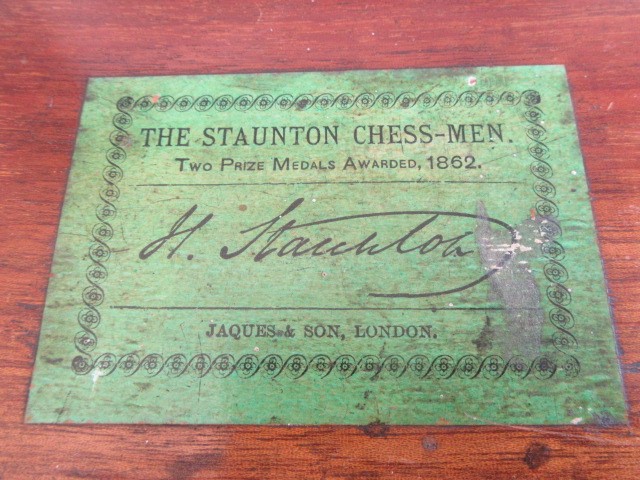 THE STAUNTON CHESS-MEN.
TWO PRIZE MEDALS AWARDED, 1862.
H. Staunton
JAQUES & SON, LONDON.